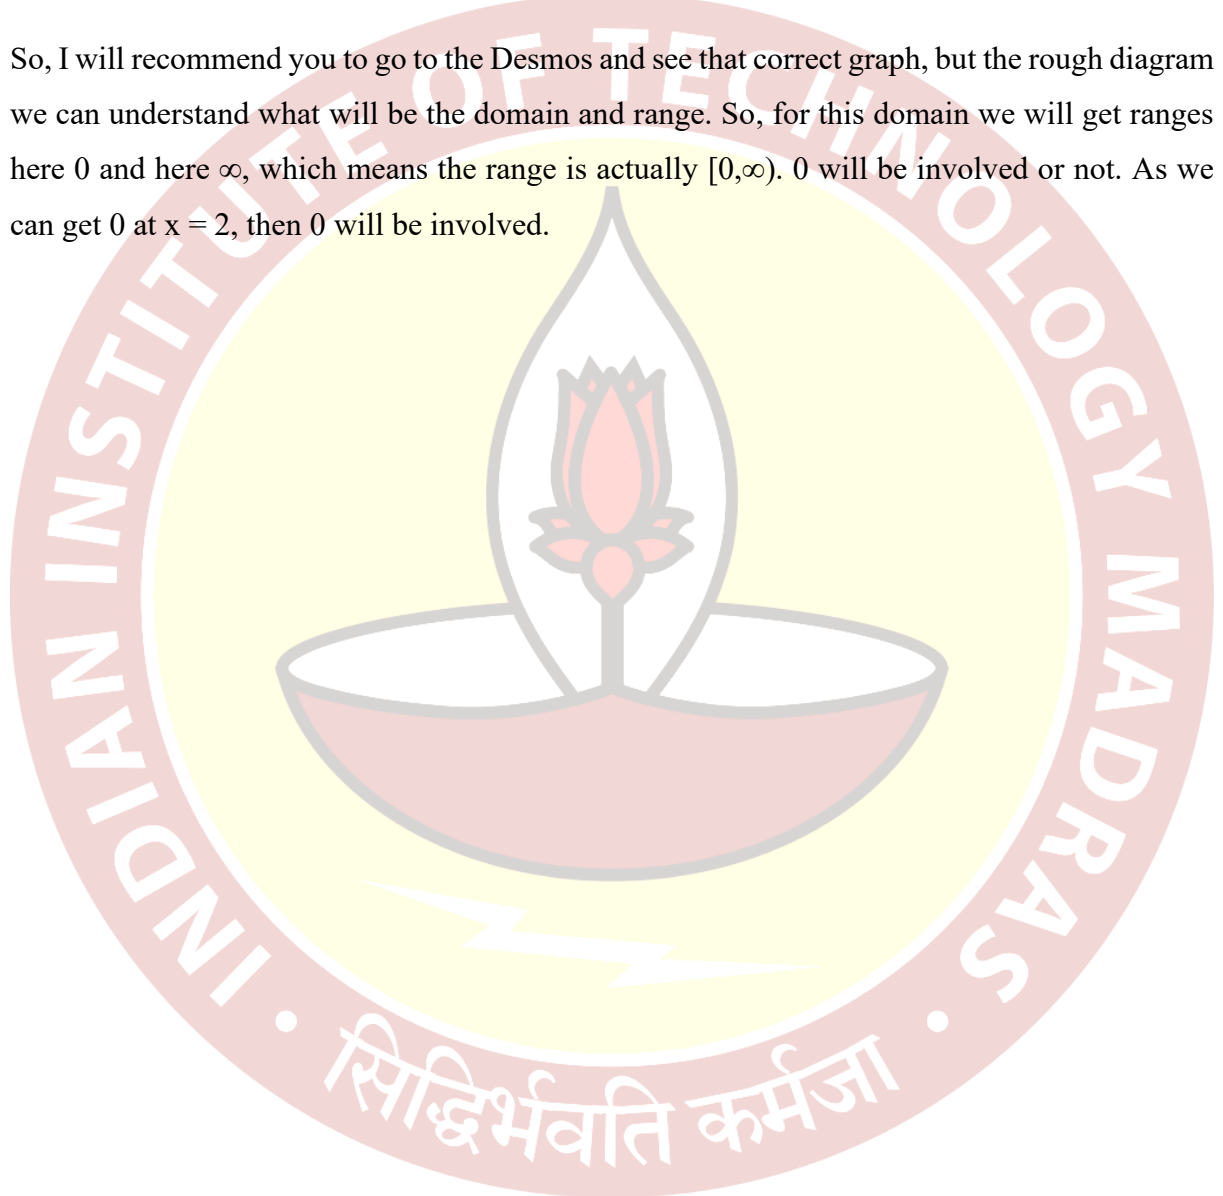 So, I will recommend you to go to the Desmos and see that correct graph, but the rough diagram
we can understand what will be the domain and range. So, for this domain we will get ranges
here 0 and here ∞, which means the range is actually [0,∞). 0 will be involved or not. As we
can get 0 at x = 2, then 0 will be involved.
INDIAN INSTITUTE OF TECHNOLOGY MADRAS
सिद्धिर्भवति कर्मजा